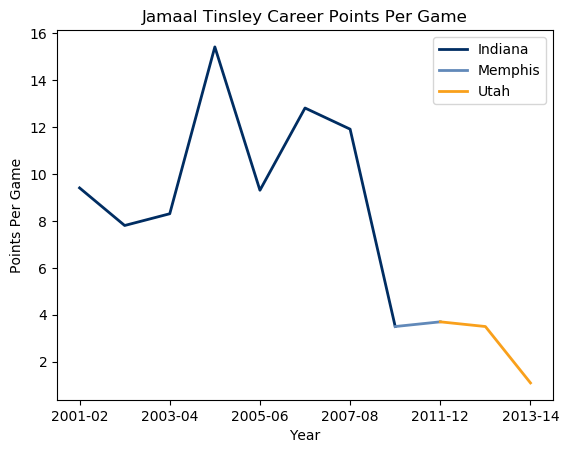 Jamaal Tinsley Career Points Per Game
16
14
12
10
8
6
4
2
Points Per Game
Indiana
Memphis
Utah
2001-02 2003-04 2005-06 2007-08 2011-12 2013-14
Year